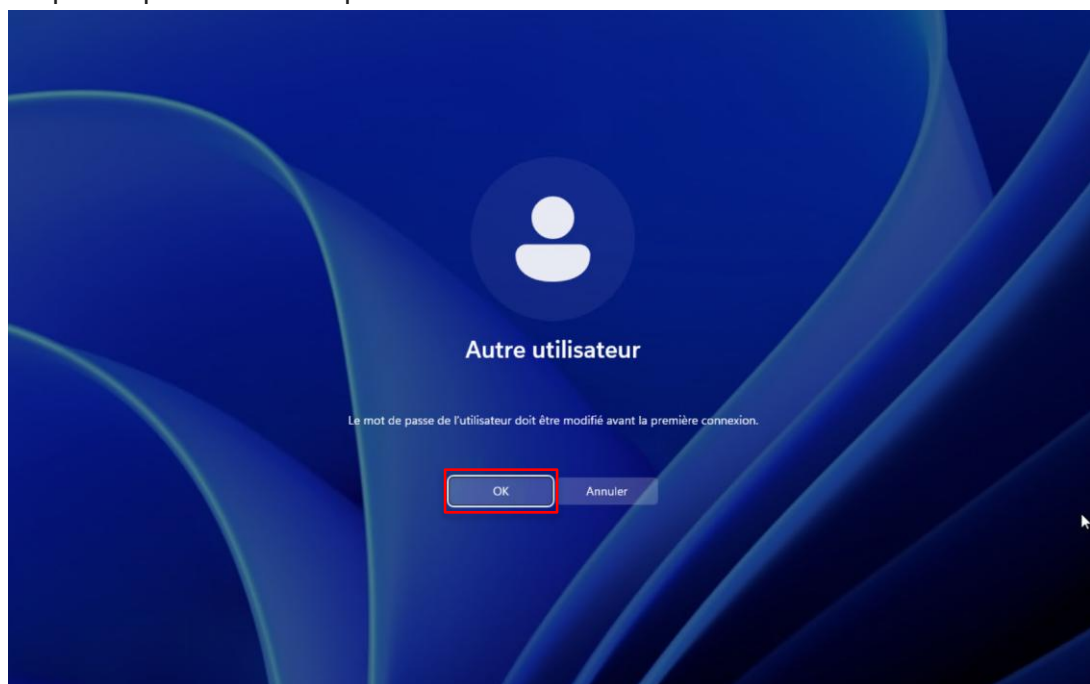 Autre utilisateur
Le mot de passe de l'utilisateur doit être modifié avant la première connexion.
OK
Annuler